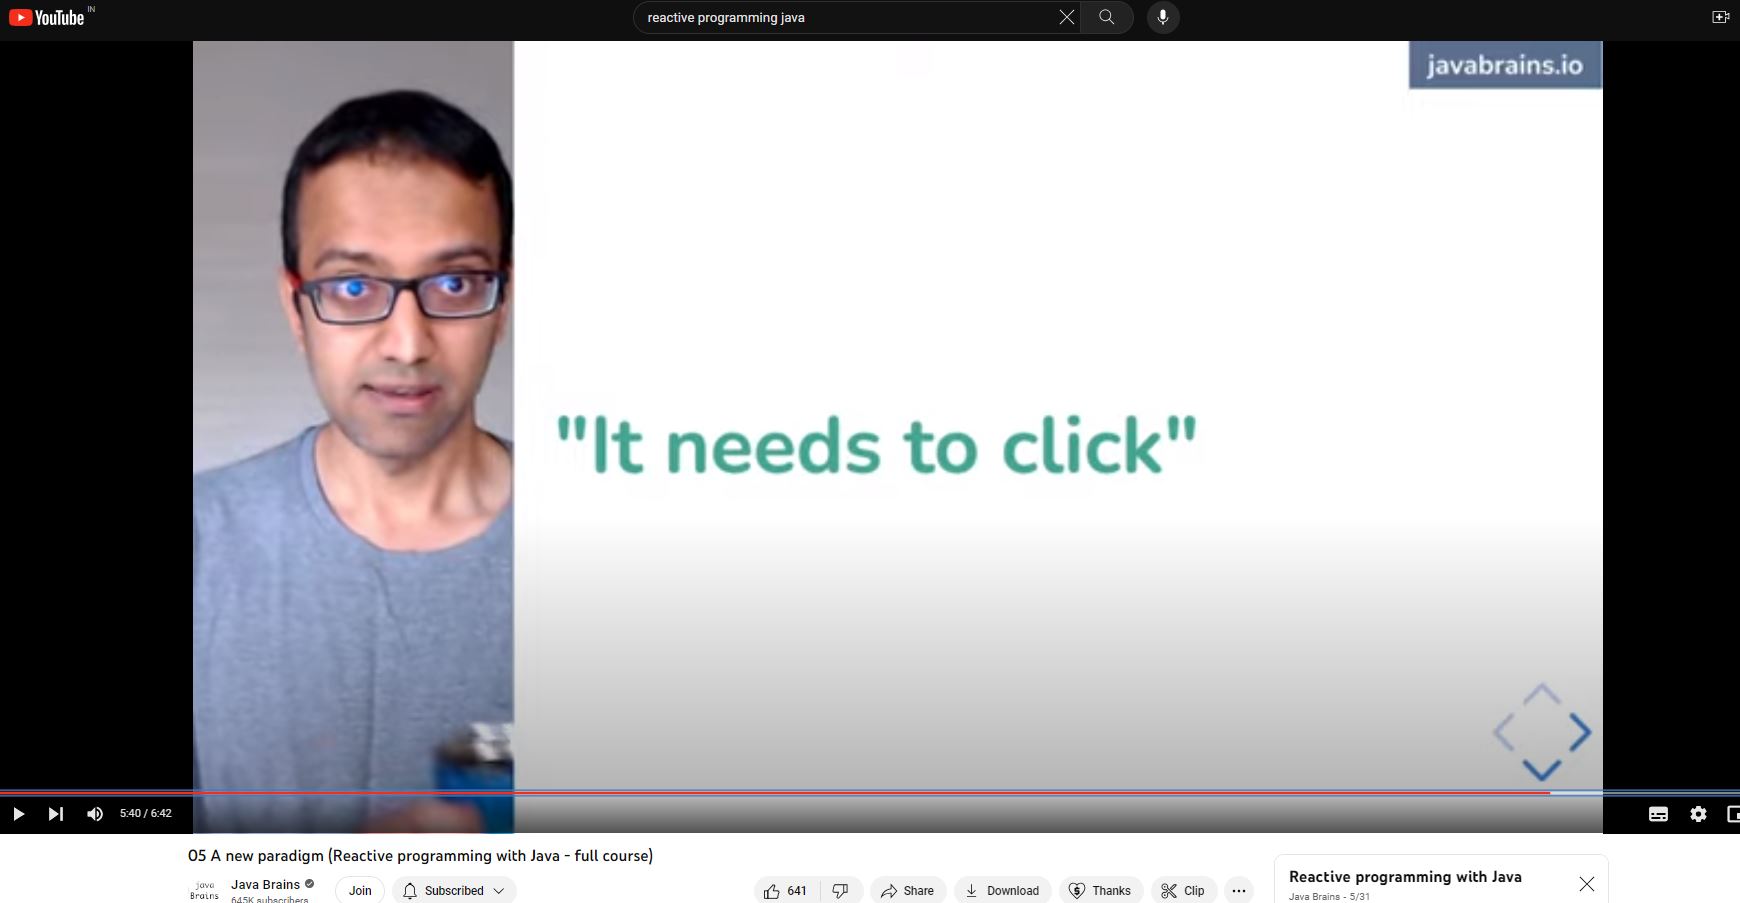 YouTube IN
reactive programming java
javabrains.io
"It needs to click"
5:40 / 6:42
05 A new paradigm (Reactive programming with Java - full course)
java
Brains
Java Brains
645K subscribers
Join
Subscribed
641
Share
Download
Thanks
Clip
Reactive programming with Java
Java Brains - 5/31